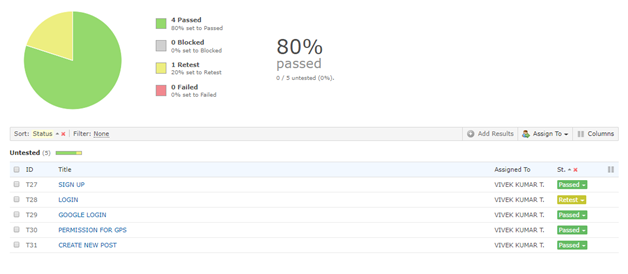 4 Passed
80% set to Passed
0 Blocked
0% set to Blocked
1 Retest
20% set to Retest
0 Failed
0% set to Failed
80%
passed
0 / 5 untested (0%).
Sort: Status Filter: None Add Results Assign To Columns
Untested (5)
ID Title Assigned To St.
T27 SIGN UP VIVEK KUMAR T. Passed
T28 LOGIN VIVEK KUMAR T. Retest
T29 GOOGLE LOGIN VIVEK KUMAR T. Passed
T30 PERMISSION FOR GPS VIVEK KUMAR T. Passed
T31 CREATE NEW POST VIVEK KUMAR T. Passed